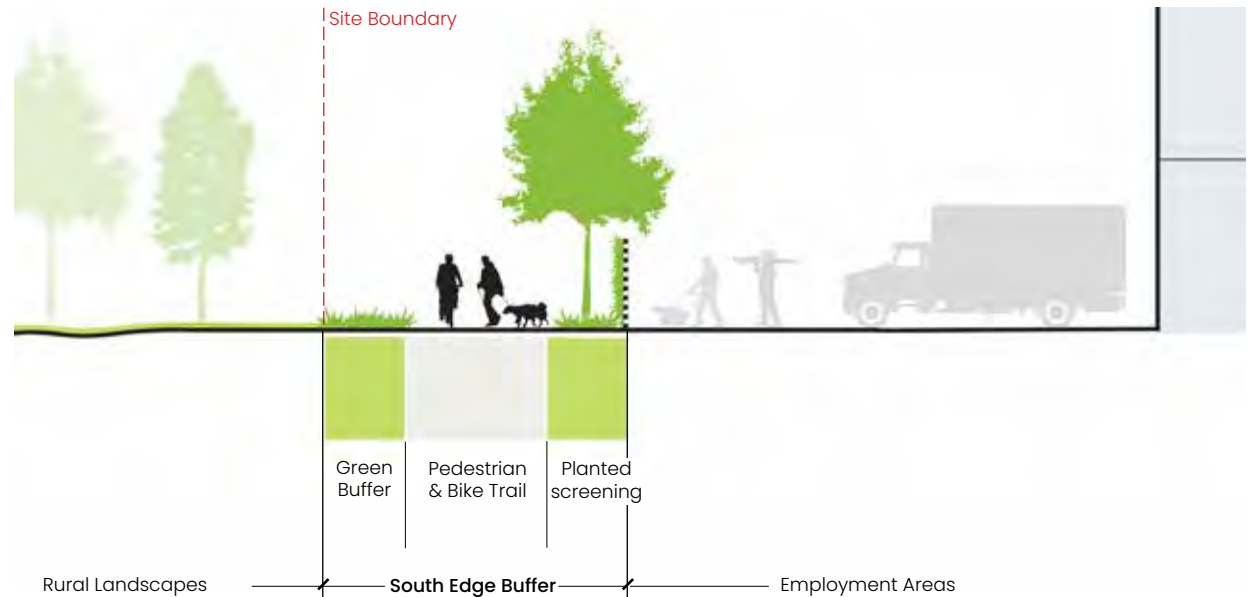 Site Boundary
Green
Buffer
Pedestrian
& Bike Trail
Planted
screening
Rural Landscapes
South Edge Buffer
Employment Areas